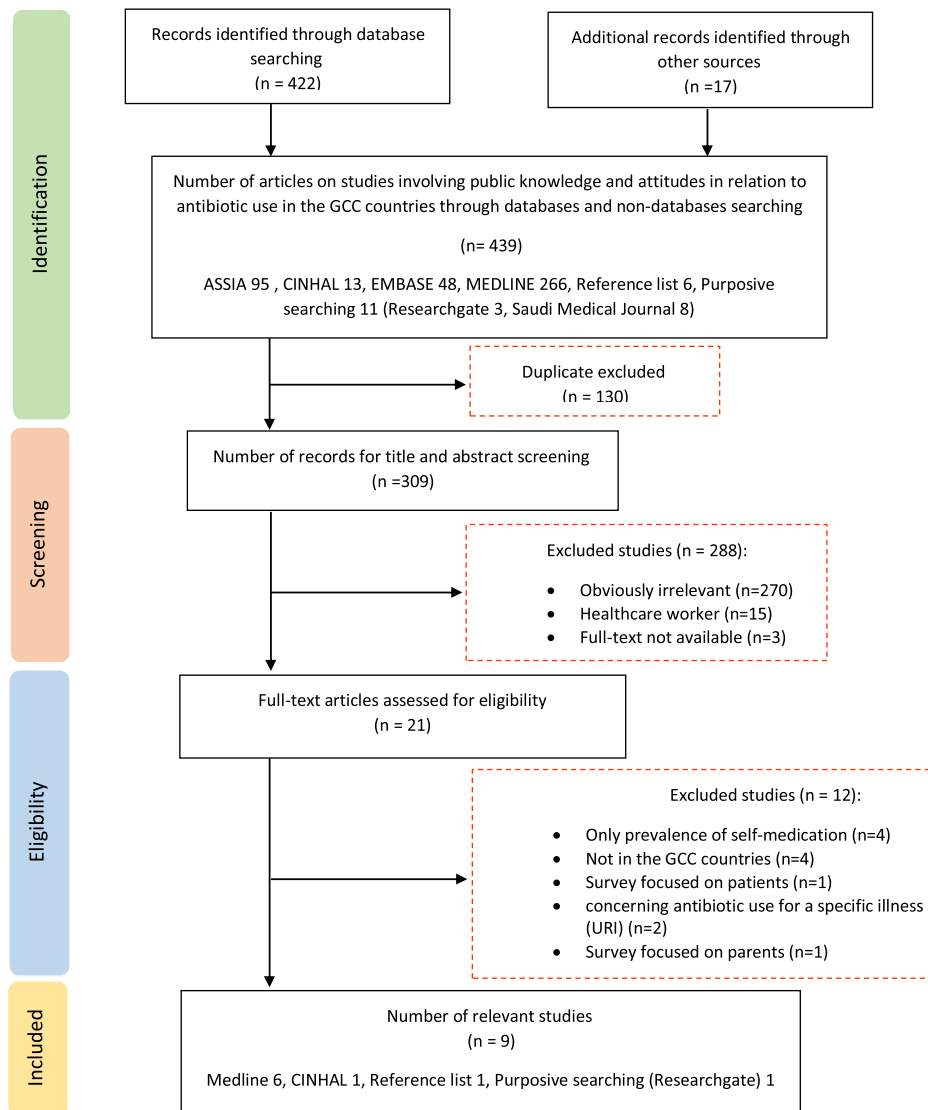 Identification
Records identified through database
searching
(n = 422)
Additional records identified through
other sources
(n =17)
Number of articles on studies involving public knowledge and attitudes in relation to
antibiotic use in the GCC countries through databases and non-databases searching
(n= 439)
ASSIA 95 , CINHAL 13, EMBASE 48, MEDLINE 266, Reference list 6, Purposive
searching 11 (Researchgate 3, Saudi Medical Journal 8)
Duplicate excluded
(n = 130)
Screening
Number of records for title and abstract screening
(n =309)
Excluded studies (n = 288):
• Obviously irrelevant (n=270)
• Healthcare worker (n=15)
• Full-text not available (n=3)
Eligibility
Full-text articles assessed for eligibility
(n = 21)
Excluded studies (n = 12):
• Only prevalence of self-medication (n=4)
• Not in the GCC countries (n=4)
• Survey focused on patients (n=1)
• concerning antibiotic use for a specific illness
(URI) (n=2)
• Survey focused on parents (n=1)
Included
Number of relevant studies
(n = 9)
Medline 6, CINHAL 1, Reference list 1, Purposive searching (Researchgate) 1